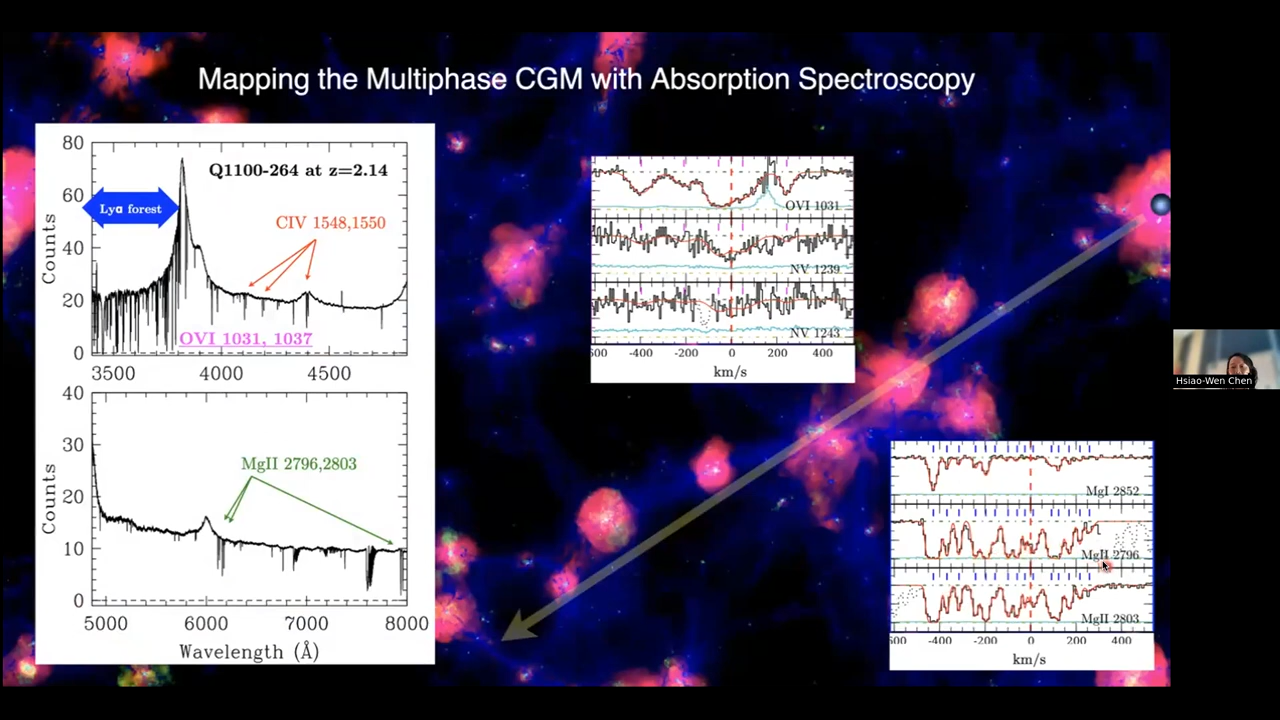 Mapping the Multiphase CGM with Absorption Spectroscopy
80
60
40
20
0
Counts
Q1100-264 at z=2.14
Lyα forest
CIV 1548,1550
OVI 1031, 1037
3500
4000
4500
40
30
20
10
0
Counts
MgII 2796,2803
5000
6000
7000
8000
Wavelength (Å)
OVI 1031
NV 1239
NV 1243
-400
-200
0
200
400
km/s
MgI 2852
MgII 2796
MgII 2803
-400
-200
0
200
400
km/s
Hsiao-Wen Chen